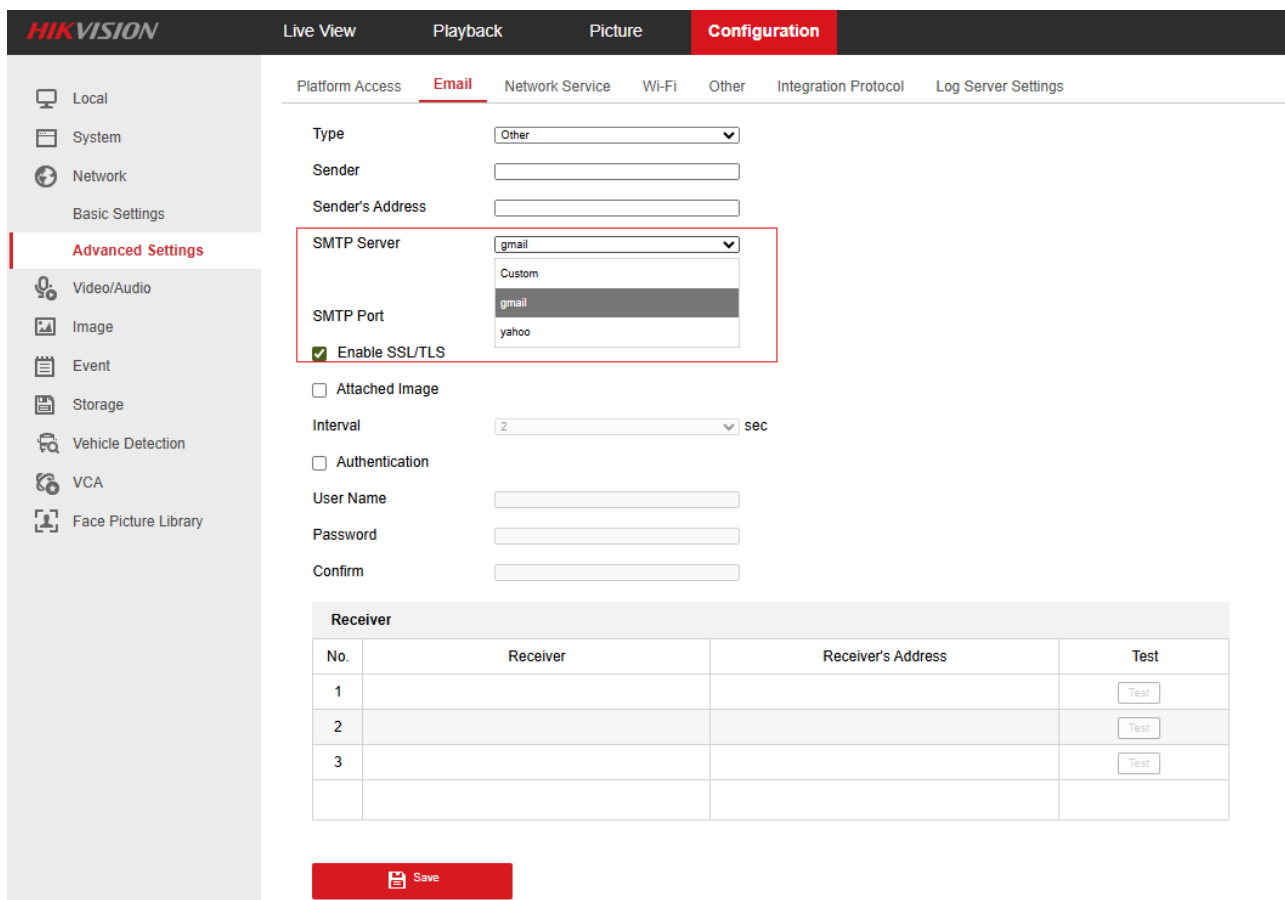 HIKVISION
Live View Playback Picture Configuration
Local
System
Network
Basic Settings
Advanced Settings
Video/Audio
Image
Event
Storage
Vehicle Detection
VCA
Face Picture Library
Platform Access Email Network Service Wi-Fi Other Integration Protocol Log Server Settings
Type Other
Sender
Sender's Address
SMTP Server gmail
Custom
gmail
yahoo
SMTP Port
Enable SSL/TLS
Attached Image
Interval 2 sec
Authentication
User Name
Password
Confirm
Receiver
No. Receiver Receiver's Address Test
1 Test
2 Test
3 Test
Save